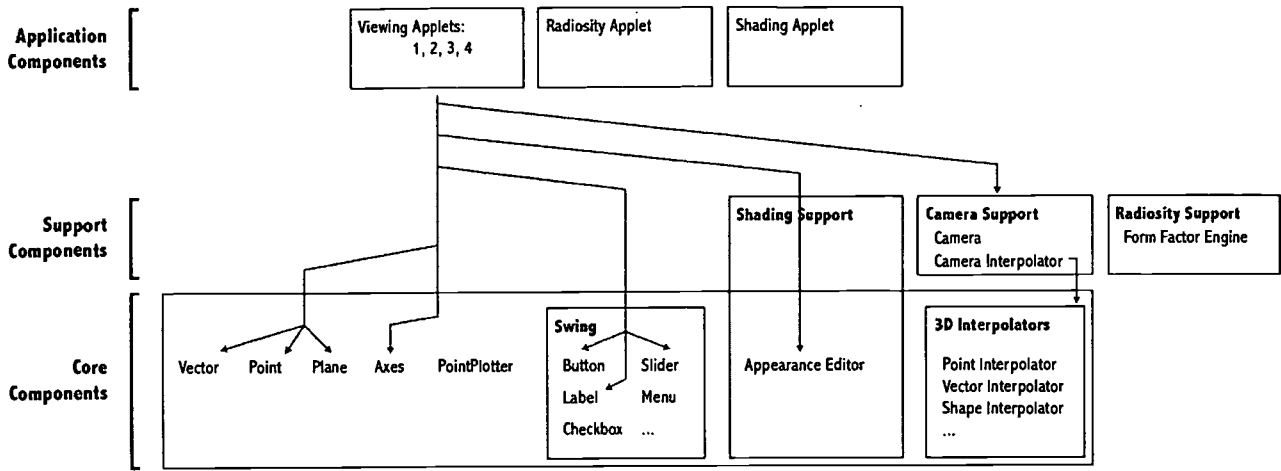 Application
Components
Viewing Applets:
1, 2, 3, 4
Radiosity Applet
Shading Applet
Support
Components
Shading Support
Camera Support
Camera
Camera Interpolator
Radiosity Support
Form Factor Engine
Core
Components
Vector
Point
Plane
Axes
PointPlotter
Swing
Button
Slider
Label
Menu
Checkbox
...
Appearance Editor
3D Interpolators
Point Interpolator
Vector Interpolator
Shape Interpolator
...